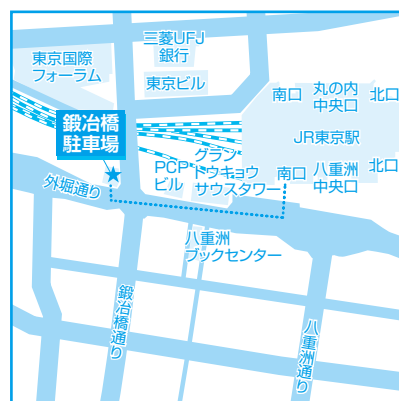 三菱UFJ
銀行
東京国際
フォーラム
東京ビル
南口
丸の内
中央口
北口
鍛冶橋
駐車場
JR東京駅
グラン
トウキョウ
サウスタワー
PCP
ビル
南口
八重洲
中央口
北口
外堀通り
八重洲
ブックセンター
鍛冶橋通り
八重洲通り